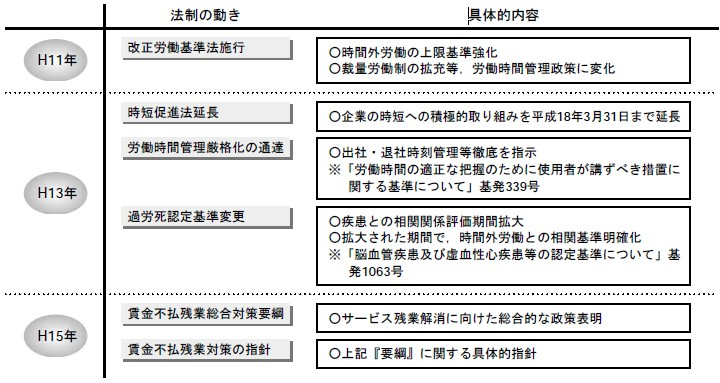 法制の動き
具体的内容
H11年
改正労働基準法施行
○時間外労働の上限基準強化
○裁量労働制の拡充等，労働時間管理政策に変化
H13年
時短促進法延長
○企業の時短への積極的取り組みを平成18年3月31日まで延長
労働時間管理厳格化の通達
○出社・退社時刻管理等徹底を指示
※「労働時間の適正な把握のために使用者が講ずべき措置に
関する基準について」基発339号
過労死認定基準変更
○疾患との相関関係評価期間拡大
○拡大された期間で，時間外労働との相関基準明確化
※「脳血管疾患及び虚血性心疾患等の認定基準について」基
発1063号
H15年
賃金不払残業総合対策要綱
○サービス残業解消に向けた総合的な政策表明
賃金不払残業対策の指針
○上記『要綱』に関する具体的指針